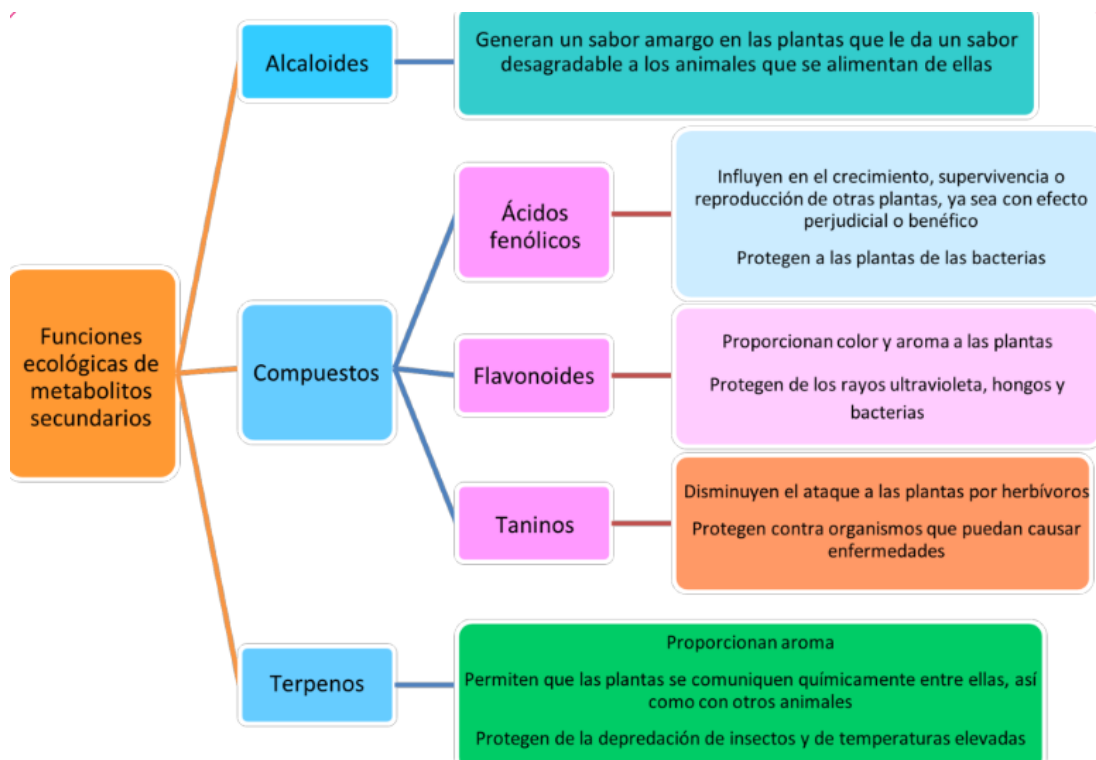 Alcaloides
Generan un sabor amargo en las plantas que le da un sabor
desagradable a los animales que se alimentan de ellas
Funciones
ecológicas de
metabolitos
secundarios
Compuestos
Ácidos
fenólicos
Influyen en el crecimiento, supervivencia o
reproducción de otras plantas, ya sea con efecto
perjudicial o benéfico
Protegen a las plantas de las bacterias
Flavonoides
Proporcionan color y aroma a las plantas
Protegen de los rayos ultravioleta, hongos y
bacterias
Taninos
Disminuyen el ataque a las plantas por herbívoros
Protegen contra organismos que puedan causar
enfermedades
Terpenos
Proporcionan aroma
Permiten que las plantas se comuniquen químicamente entre ellas, así
como con otros animales
Protegen de la depredación de insectos y de temperaturas elevadas